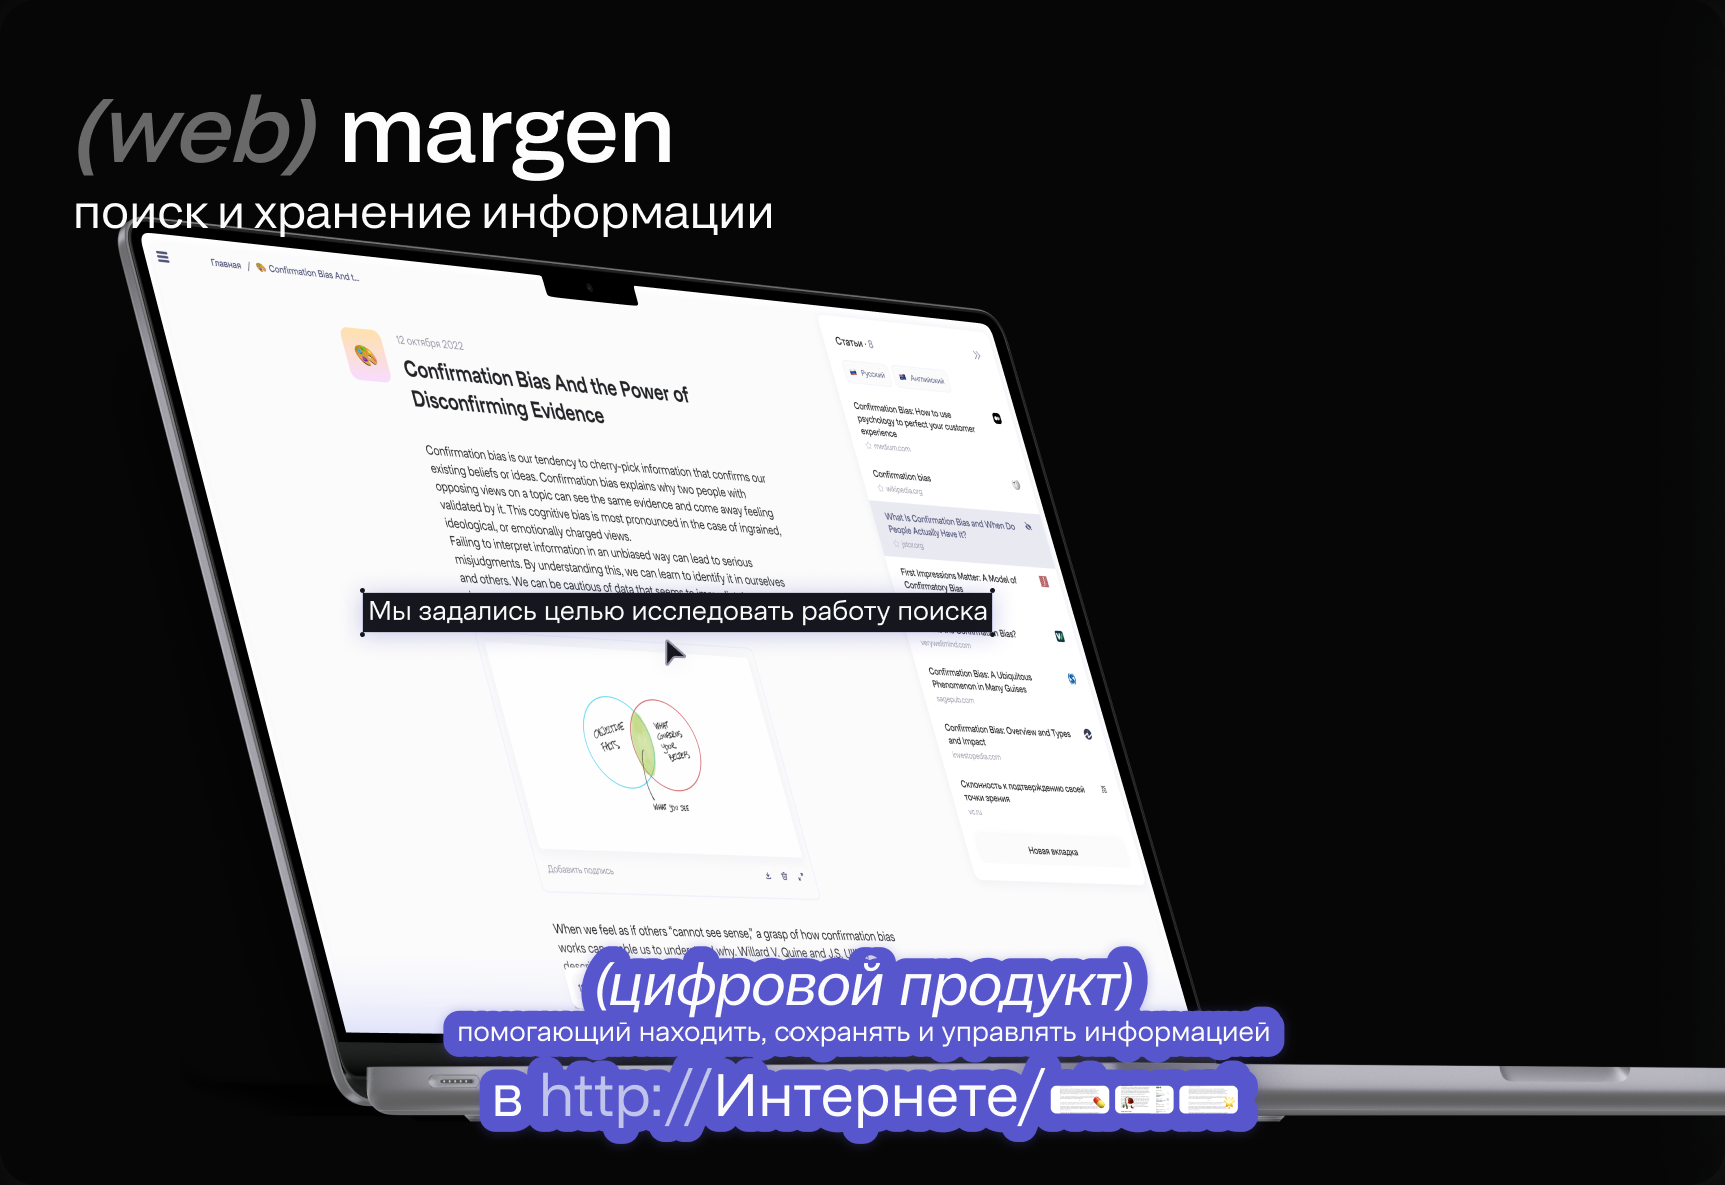 (web) margen
поиск и хранение информации
Главная / Confirmation Bias And t...
12 октября 2022
Confirmation Bias And the Power of
Disconfirming Evidence
Confirmation bias is our tendency to cherry-pick information that confirms our
existing beliefs or ideas. Confirmation bias explains why two people with
opposing views on a topic can see the same evidence and come away feeling
validated by it. This cognitive bias is most pronounced in the case of ingrained,
ideological, or emotionally charged views.
Failing to interpret information in an unbiased way can lead to serious
misjudgments. By understanding this, we can learn to identify it in ourselves
and others. We can be cautious of data that seems to
Мы задались целью исследовать работу поиска
OBJECTIVE
FACTS
WHAT
CONFIRMS
YOUR
BELIEFS
WHAT YOU SEE
Добавить подпись
When we feel as if others "cannot see sense," a grasp of how confirmation bias
works can us to why. Willard V. Quine and J.S.
Статьи · 8
Русский
Английский
Confirmation Bias: How to use
psychology to perfect your customer
experience
medium.com
Confirmation bias
wikipedia.org
What Is Confirmation Bias and When Do
People Actually Have It?
jstor.org
First Impressions Matter: A Model of
Confirmatory Bias
Bias?
verywellmind.com
Confirmation Bias: A Ubiquitous
Phenomenon in Many Guises
sagepub.com
Confirmation Bias: Overview and Types
and impact
investopedia.com
Склонность к подтверждению своей
точки зрения
vc.ru
Новая вкладка
(цифровой продукт)
помогающий находить, сохранять и управлять информацией
в http://Интернете/